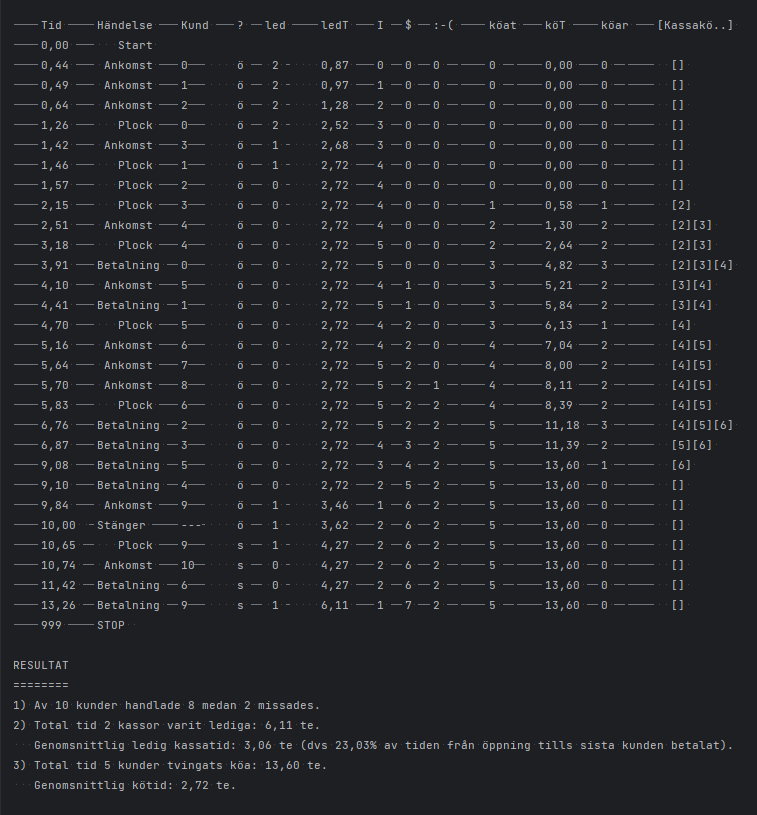 Tid Händelse Kund ? led ledT I $ :-( köat köT köar [Kassakö..]
0,00 Start
0,44 Ankomst 0 ö 2 0,87 0 0 0 0 0,00 0 []
0,49 Ankomst 1 ö 2 0,97 1 0 0 0 0,00 0 []
0,64 Ankomst 2 ö 2 1,28 2 0 0 0 0,00 0 []
1,26 Plock 0 ö 2 2,52 3 0 0 0 0,00 0 []
1,42 Ankomst 3 ö 1 2,68 3 0 0 0 0,00 0 []
1,46 Plock 1 ö 1 2,72 4 0 0 0 0,00 0 []
1,57 Plock 2 ö 0 2,72 4 0 0 0 0,00 0 []
2,15 Plock 3 ö 0 2,72 4 0 0 1 0,58 1 [2]
2,51 Ankomst 4 ö 0 2,72 4 0 0 2 1,30 2 [2][3]
3,18 Plock 4 ö 0 2,72 5 0 0 2 2,64 2 [2][3]
3,91 Betalning 0 ö 0 2,72 5 0 0 3 4,82 3 [2][3][4]
4,10 Ankomst 5 ö 0 2,72 4 1 0 3 5,21 2 [3][4]
4,41 Betalning 1 ö 0 2,72 5 1 0 3 5,84 2 [3][4]
4,70 Plock 5 ö 0 2,72 4 2 0 3 6,13 1 [4]
5,16 Ankomst 6 ö 0 2,72 4 2 0 4 7,04 2 [4][5]
5,64 Ankomst 7 ö 0 2,72 5 2 0 4 8,00 2 [4][5]
5,70 Ankomst 8 ö 0 2,72 5 2 1 4 8,11 2 [4][5]
5,83 Plock 6 ö 0 2,72 5 2 2 4 8,39 2 [4][5]
6,76 Betalning 2 ö 0 2,72 5 2 2 5 11,18 3 [4][5][6]
6,87 Betalning 3 ö 0 2,72 4 3 2 5 11,39 2 [5][6]
9,08 Betalning 5 ö 0 2,72 3 4 2 5 13,60 1 [6]
9,10 Betalning 4 ö 0 2,72 2 5 2 5 13,60 0 []
9,84 Ankomst 9 ö 1 3,46 1 6 2 5 13,60 0 []
10,00 Stänger --- ö 1 3,62 2 6 2 5 13,60 0 []
10,65 Plock 9 s 1 4,27 2 6 2 5 13,60 0 []
10,74 Ankomst 10 s 0 4,27 2 6 2 5 13,60 0 []
11,42 Betalning 6 s 0 4,27 2 6 2 5 13,60 0 []
13,26 Betalning 9 s 1 6,11 1 7 2 5 13,60 0 []
999 STOP
RESULTAT
========
1) Av 10 kunder handlade 8 medan 2 missades.
2) Total tid 2 kassor varit lediga: 6,11 te.
Genomsnittlig ledig kassatid: 3,06 te (dvs 23,03% av tiden från öppning tills sista kunden betalat).
3) Total tid 5 kunder tvingats köa: 13,60 te.
Genomsnittlig kötid: 2,72 te.